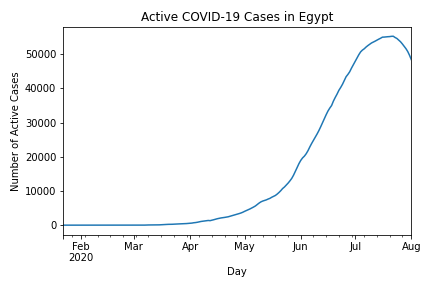 Active COVID-19 Cases in Egypt
Number of Active Cases
50000
40000
30000
20000
10000
0
Feb Mar Apr May Jun Jul Aug
2020
Day